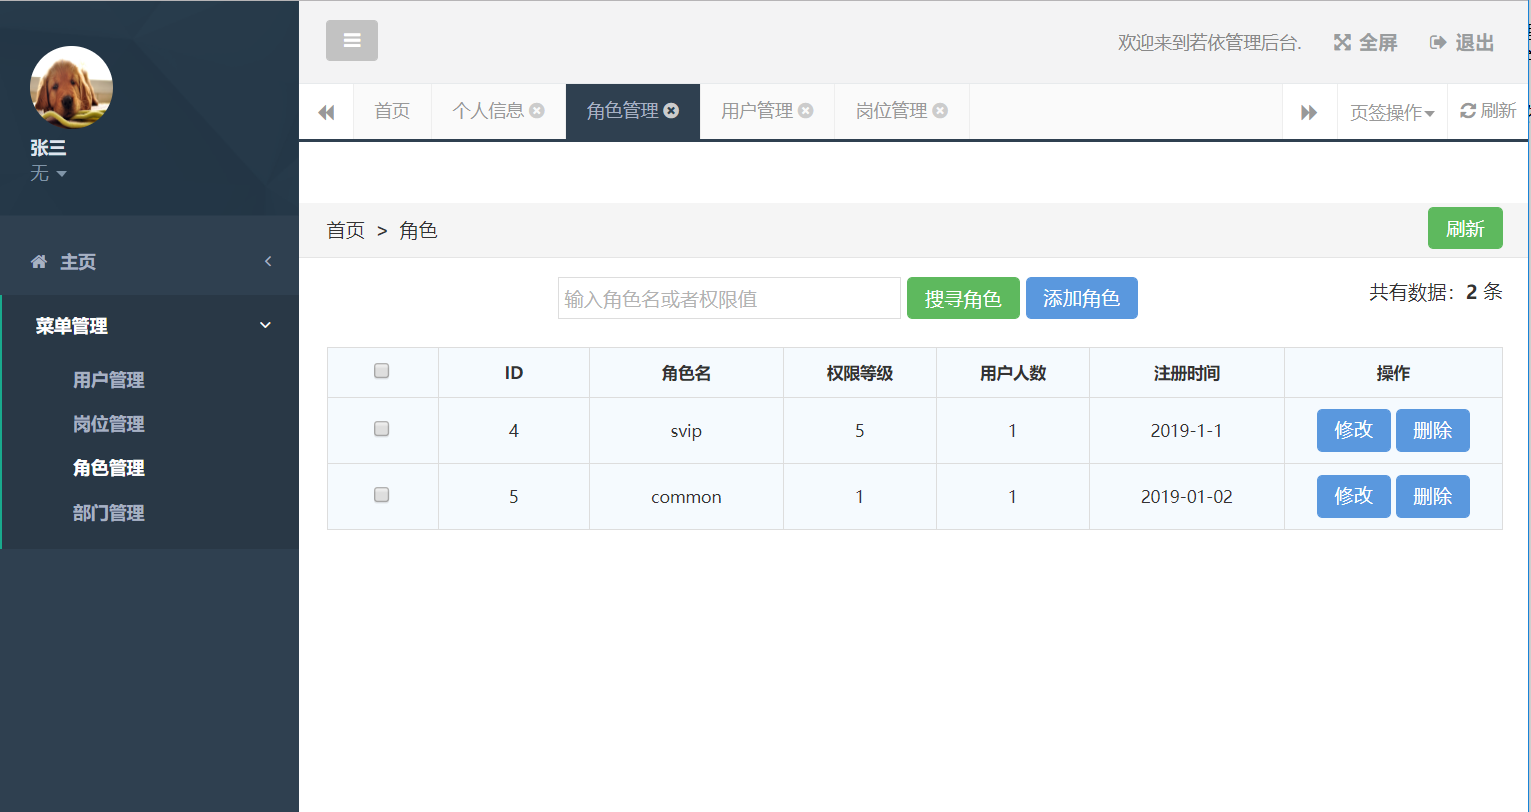 张三
无
主页
菜单管理
用户管理
岗位管理
角色管理
部门管理
欢迎来到若依管理后台. 全屏 退出
首页 个人信息 角色管理 用户管理 岗位管理 页签操作 刷新
首页 > 角色 刷新
输入角色名或者权限值 搜寻角色 添加角色 共有数据：2 条
ID 角色名 权限等级 用户人数 注册时间 操作
4 svip 5 1 2019-1-1 修改 删除
5 common 1 1 2019-01-02 修改 删除